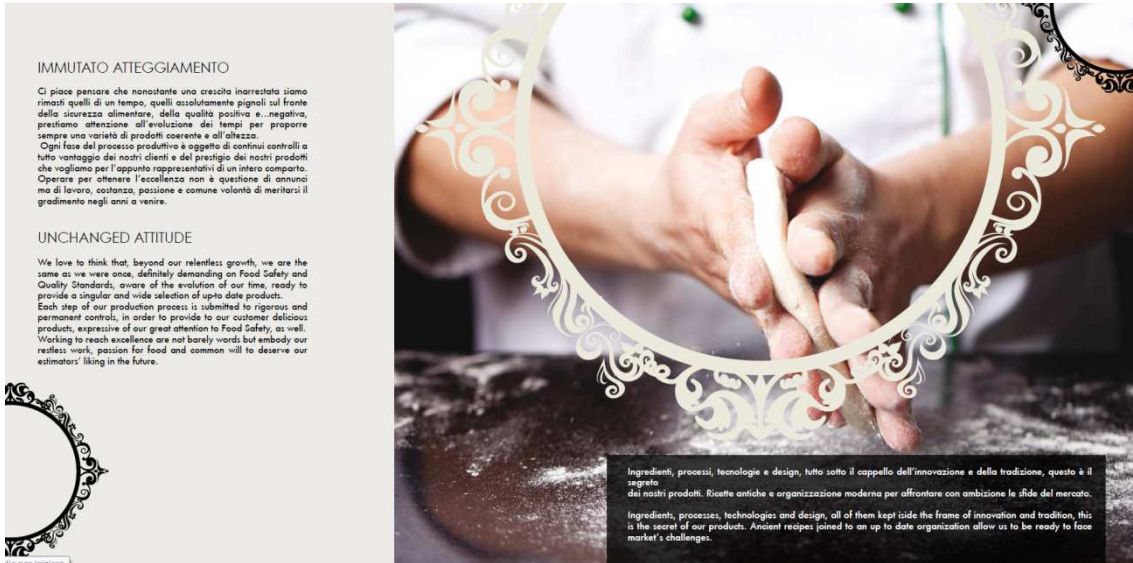 IMMUTATO ATTEGGIAMENTO
Ci piace pensare che nonostante una crescita inarrestata siamo
rimasti quelli di un tempo, quelli assolutamente pignoli sul fronte
della sicurezza alimentare, della qualità positiva e...negativa,
prestiamo attenzione all'evoluzione dei tempi per proporre
sempre una varietà di prodotti coerente e all'altezza.
Ogni fase del processo produttivo è oggetto di continui controlli a
tutto vantaggio dei nostri clienti e del prestigio dei nostri prodotti
che vogliamo per l'appunto rappresentativi di un intero comparto.
Operare per ottenere l'eccellenza non è questione di annunci
ma di lavoro, costanza, passione e comune volontà di meritarsi il
gradimento negli anni a venire.
UNCHANGED ATTITUDE
We love to think that, beyond our relentless growth, we are the
same as we were once, definitely demanding on Food Safety and
Quality Standards, aware of the evolution of our time, ready to
provide a singular and wide selection of up-to date products.
Each step of our production process is submitted to rigorous and
permanent controls, in order to provide to our customer delicious
products, expressive of our great attention to Food Safety, as well.
Working to reach excellence are not barely words but embody our
restless work, passion for food and common will to deserve our
estimators' liking in the future.
Ingredienti, processi, tecnologie e design, tutto sotto il cappello dell'innovazione e della tradizione, questo è il
segreto
dei nostri prodotti. Ricette antiche e organizzazione moderna per affrontare con ambizione le sfide del mercato.
Ingredients, processes, technologies and design, all of them kept iside the frame of innovation and tradition, this
is the secret of our products. Ancient recipes joined to an up to date organization allow us to be ready to face
market's challenges.